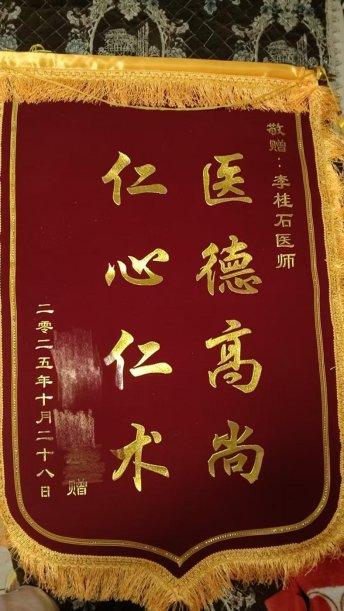 敬赠：李桂石医师
医德高尚
仁心仁术
赠
二零二五年十月二十八日